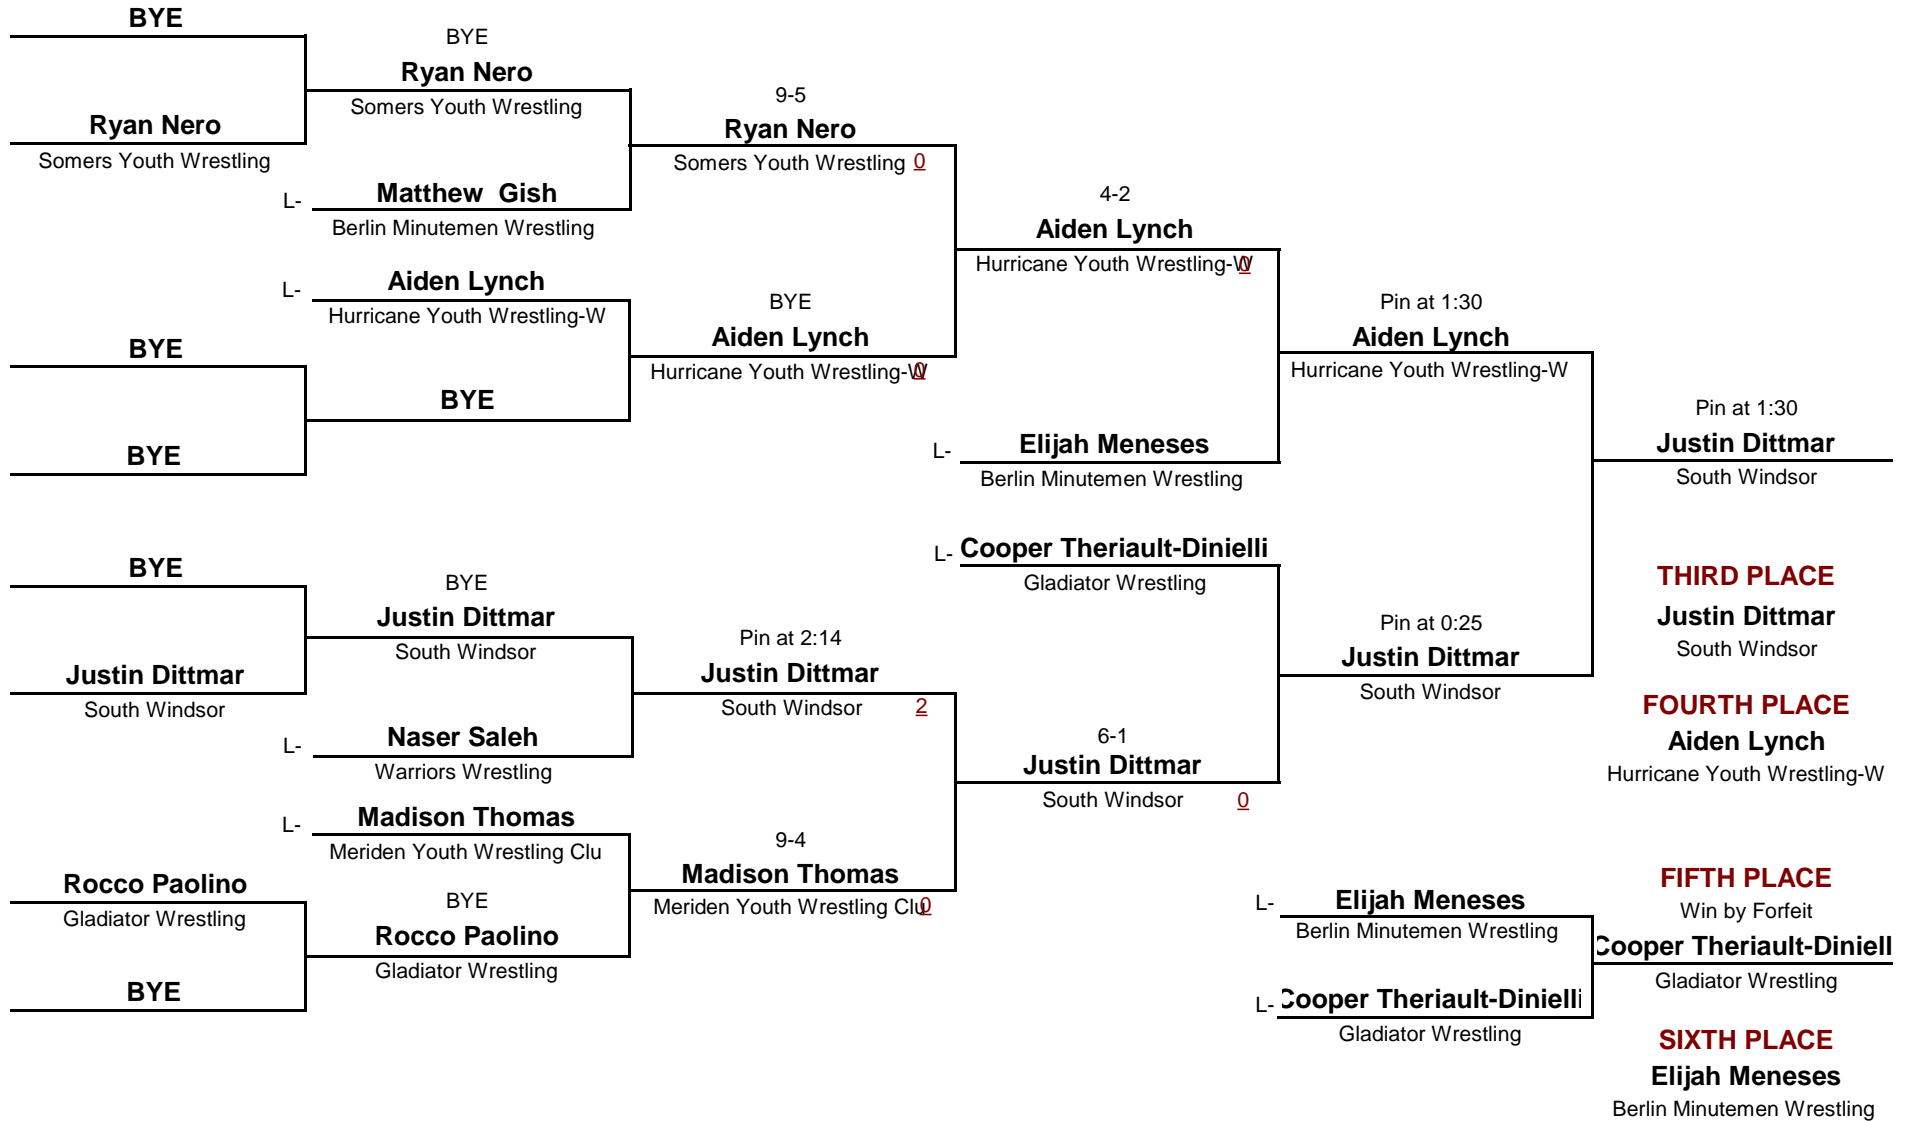 BYE
Ryan Nero
Somers Youth Wrestling
BYE
BYE
BYE
Justin Dittmar
South Windsor
Rocco Paolino
Gladiator Wrestling
BYE
BYE
Ryan Nero
Somers Youth Wrestling
L- Matthew  Gish
Berlin Minutemen Wrestling
L- Aiden Lynch
Hurricane Youth Wrestling-W
BYE
BYE
Justin Dittmar
South Windsor
L- Naser Saleh
Warriors Wrestling
L- Madison Thomas
Meriden Youth Wrestling Clu
BYE
Rocco Paolino
Gladiator Wrestling
9-5
Ryan Nero
Somers Youth Wrestling 0
BYE
Aiden Lynch
Hurricane Youth Wrestling-W 0
Pin at 2:14
Justin Dittmar
South Windsor 2
9-4
Madison Thomas
Meriden Youth Wrestling Clu 0
4-2
Aiden Lynch
Hurricane Youth Wrestling-W 0
L- Elijah Meneses
Berlin Minutemen Wrestling
L- Cooper Theriault-Dinielli
Gladiator Wrestling
6-1
Justin Dittmar
South Windsor 0
Pin at 1:30
Aiden Lynch
Hurricane Youth Wrestling-W
Pin at 0:25
Justin Dittmar
South Windsor
L- Elijah Meneses
Berlin Minutemen Wrestling
L- Cooper Theriault-Dinielli
Gladiator Wrestling
Pin at 1:30
Justin Dittmar
South Windsor
THIRD PLACE
Justin Dittmar
South Windsor
FOURTH PLACE
Aiden Lynch
Hurricane Youth Wrestling-W
FIFTH PLACE
Win by Forfeit
Cooper Theriault-Diniell
Gladiator Wrestling
SIXTH PLACE
Elijah Meneses
Berlin Minutemen Wrestling